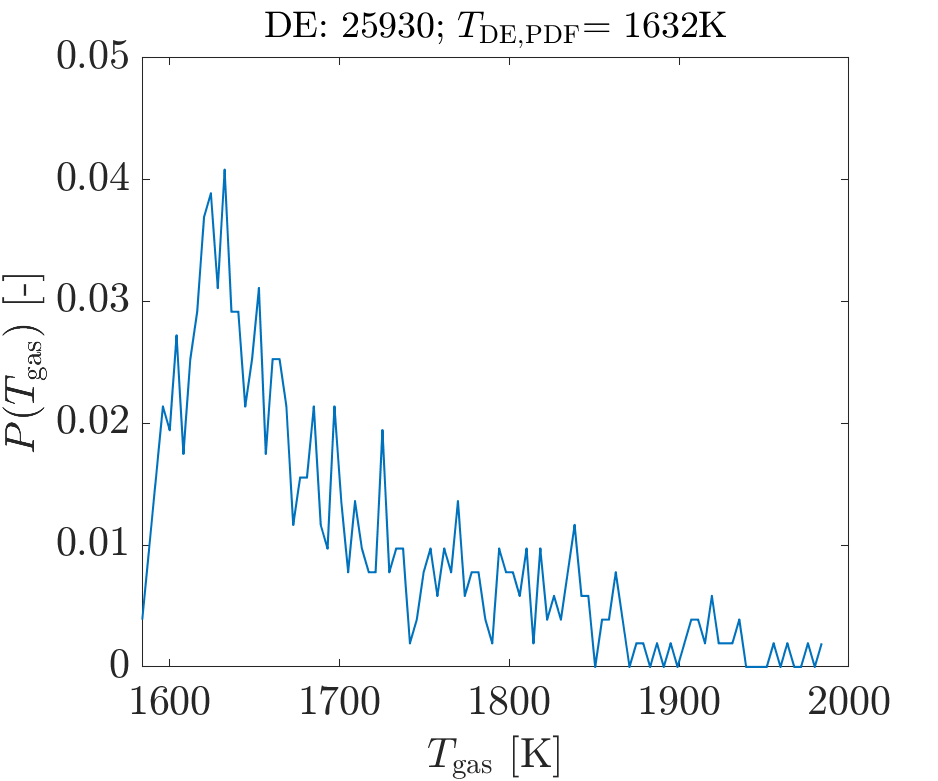 DE: 25930; T_DE,PDF= 1632K
0.05
0.04
0.03
0.02
0.01
0
P(T_gas) [-]
1600 1700 1800 1900 2000
T_gas [K]